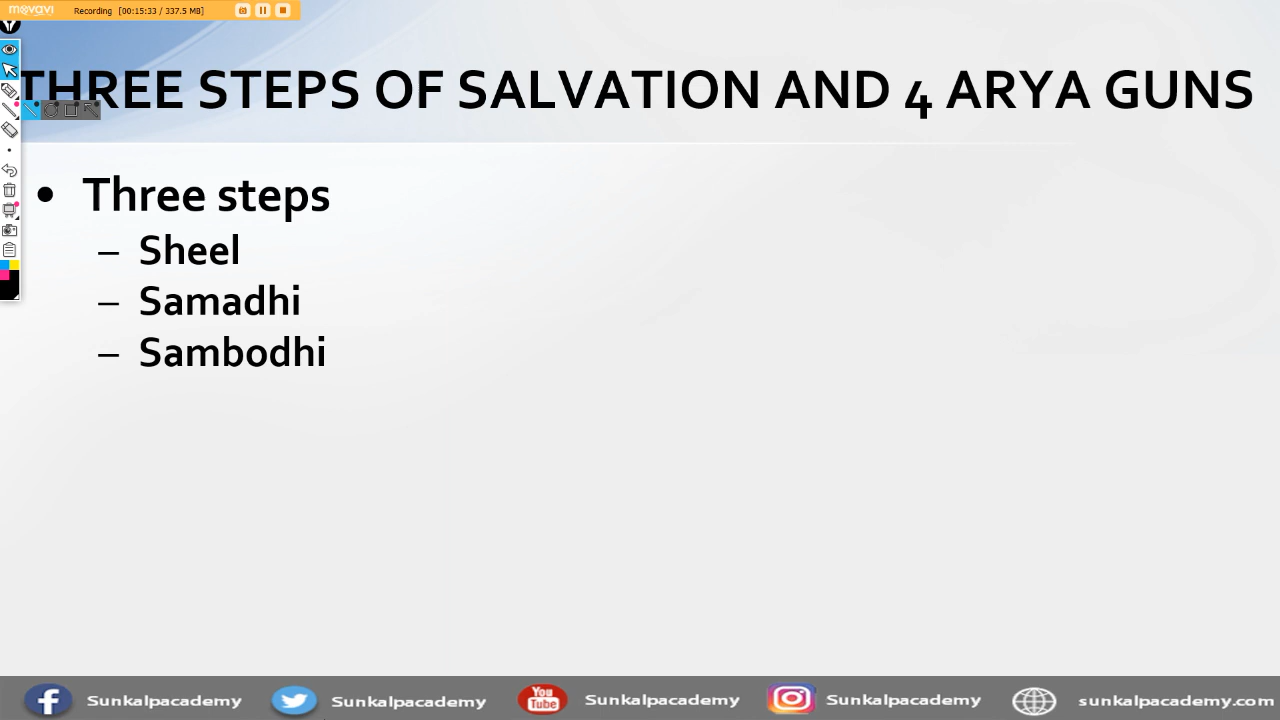 movavi Recording [00:15:33 / 337.5 MB]
THREE STEPS OF SALVATION AND 4 ARYA GUNS
• Three steps
– Sheel
– Samadhi
– Sambodhi
f Sunkalpacademy Sunkalpacademy You Tube Sunkalpacademy Sunkalpacademy sunkalpacademy.com